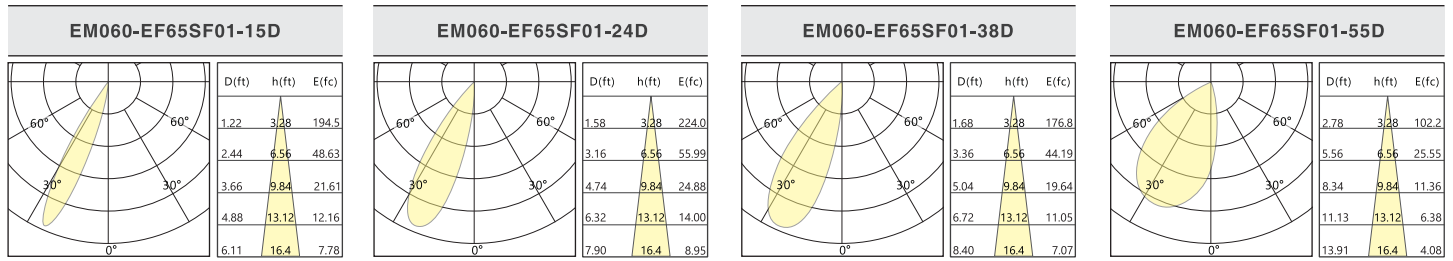 EM060-EF65SF01-15D
60° 60°
30° 30°
0°
D(ft) h(ft) E(fc)
1.22 3.28 194.5
2.44 6.56 48.63
3.66 9.84 21.61
4.88 13.12 12.16
6.11 16.4 7.78
EM060-EF65SF01-24D
60° 60°
30° 30°
0°
D(ft) h(ft) E(fc)
1.58 3.28 224.0
3.16 6.56 55.99
4.74 9.84 24.88
6.32 13.12 14.00
7.90 16.4 8.95
EM060-EF65SF01-38D
60° 60°
30° 30°
0°
D(ft) h(ft) E(fc)
1.68 3.28 176.8
3.36 6.56 44.19
5.04 9.84 19.64
6.72 13.12 11.05
8.40 16.4 7.07
EM060-EF65SF01-55D
60° 60°
30° 30°
0°
D(ft) h(ft) E(fc)
2.78 3.28 102.2
5.56 6.56 25.55
8.34 9.84 11.36
11.13 13.12 6.38
13.91 16.4 4.08